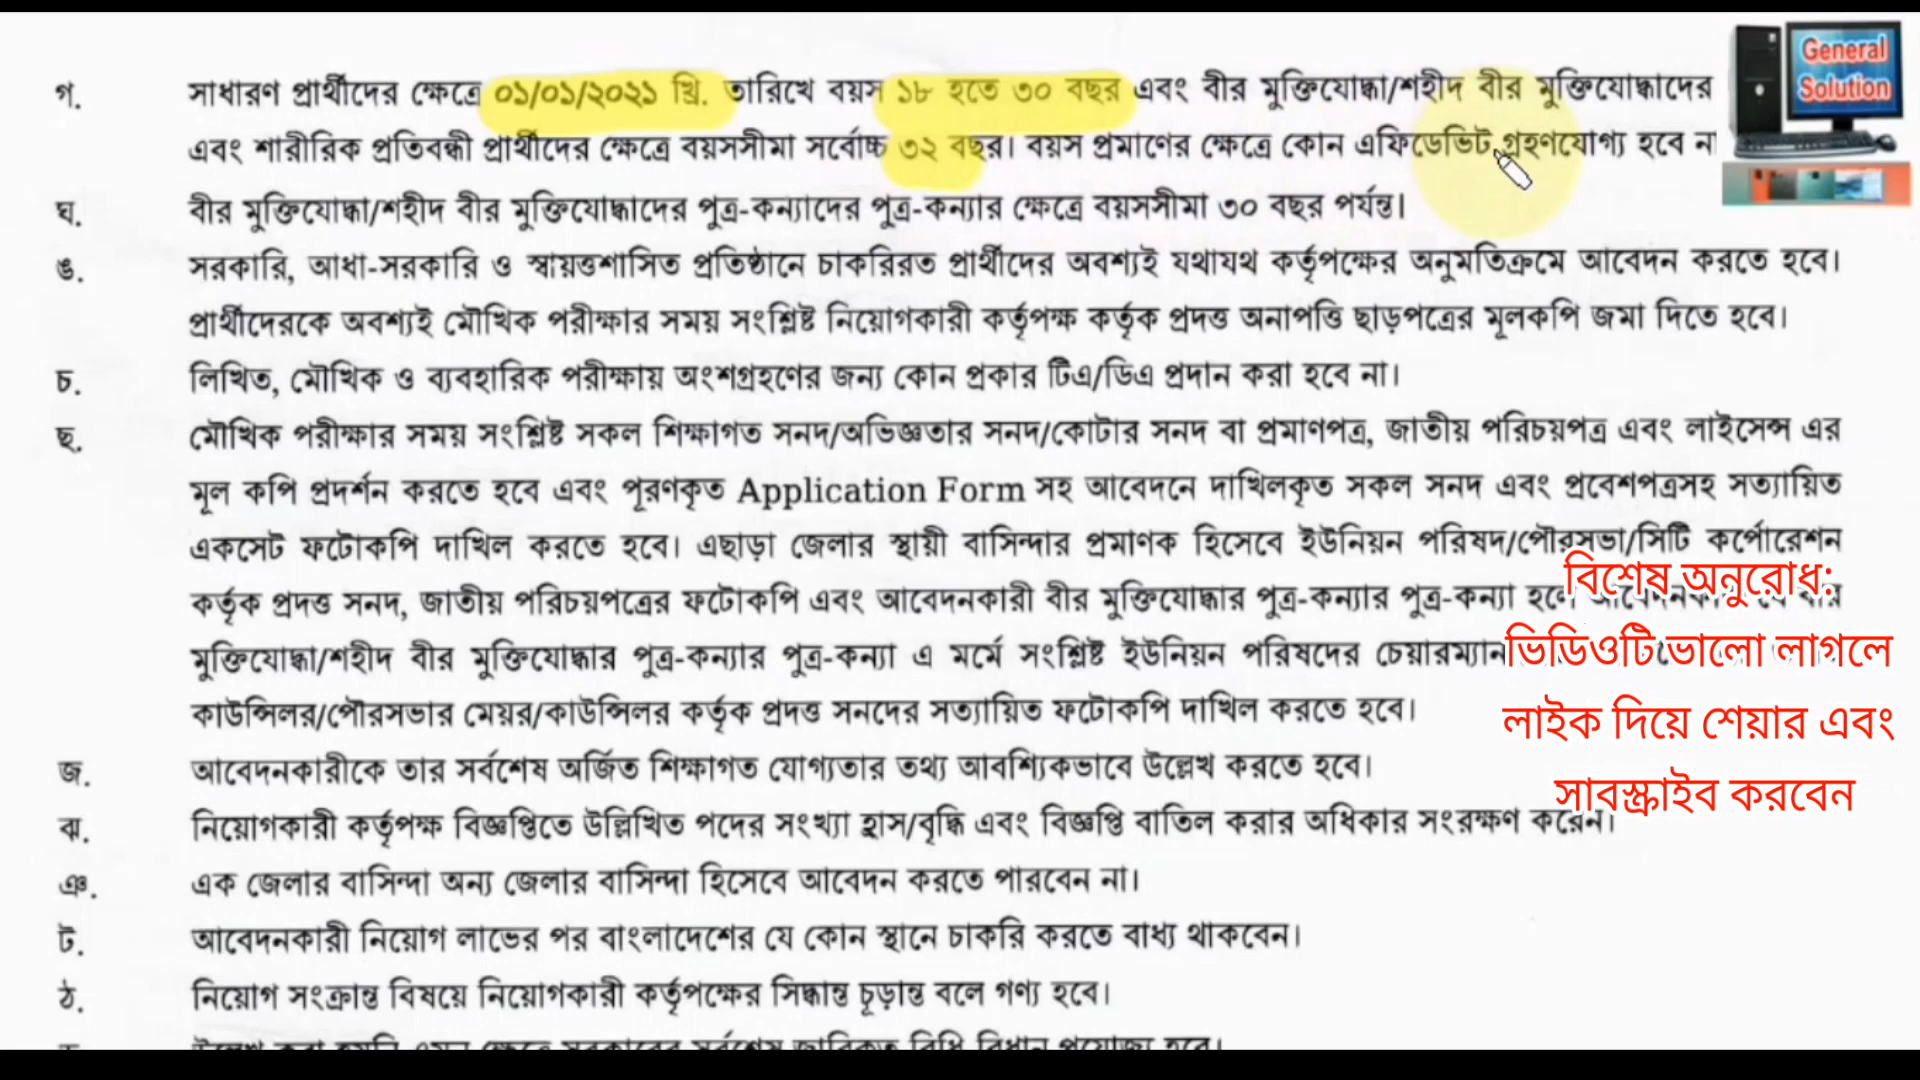 General
Solution
গ. সাধারণ প্রার্থীদের ক্ষেত্রে ০১/০১/২০২১ খ্রি. তারিখে বয়স ১৮ হতে ৩০ বছর এবং বীর মুক্তিযোদ্ধা/শহীদ বীর মুক্তিযোদ্ধাদের
এবং শারীরিক প্রতিবন্ধী প্রার্থীদের ক্ষেত্রে বয়সসীমা সর্বোচ্চ ৩২ বছর। বয়স প্রমাণের ক্ষেত্রে কোন এফিডেভিট গ্রহণযোগ্য হবে না
ঘ. বীর মুক্তিযোদ্ধা/শহীদ বীর মুক্তিযোদ্ধাদের পুত্র-কন্যাদের পুত্র-কন্যার ক্ষেত্রে বয়সসীমা ৩০ বছর পর্যন্ত।
ঙ. সরকারি, আধা-সরকারি ও স্বায়ত্তশাসিত প্রতিষ্ঠানে চাকরিরত প্রার্থীদের অবশ্যই যথাযথ কর্তৃপক্ষের অনুমতিক্রমে আবেদন করতে হবে।
প্রার্থীদেরকে অবশ্যই মৌখিক পরীক্ষার সময় সংশ্লিষ্ট নিয়োগকারী কর্তৃপক্ষ কর্তৃক প্রদত্ত অনাপত্তি ছাড়পত্রের মূলকপি জমা দিতে হবে।
চ. লিখিত, মৌখিক ও ব্যবহারিক পরীক্ষায় অংশগ্রহণের জন্য কোন প্রকার টিএ/ডিএ প্রদান করা হবে না।
ছ. মৌখিক পরীক্ষার সময় সংশ্লিষ্ট সকল শিক্ষাগত সনদ/অভিজ্ঞতার সনদ/কোটার সনদ বা প্রমাণপত্র, জাতীয় পরিচয়পত্র এবং লাইসেন্স এর
মূল কপি প্রদর্শন করতে হবে এবং পূরণকৃত Application Form সহ আবেদনে দাখিলকৃত সকল সনদ এবং প্রবেশপত্রসহ সত্যায়িত
একসেট ফটোকপি দাখিল করতে হবে। এছাড়া জেলার স্থায়ী বাসিন্দার প্রমাণক হিসেবে ইউনিয়ন পরিষদ/পৌরসভা/সিটি কর্পোরেশন
কর্তৃক প্রদত্ত সনদ, জাতীয় পরিচয়পত্রের ফটোকপি এবং আবেদনকারী বীর মুক্তিযোদ্ধার পুত্র-কন্যার পুত্র-কন্যা
মুক্তিযোদ্ধা/শহীদ বীর মুক্তিযোদ্ধার পুত্র-কন্যার পুত্র-কন্যা এ মর্মে সংশ্লিষ্ট ইউনিয়ন পরিষদের চেয়ারম্যান
কাউন্সিলর/পৌরসভার মেয়র/কাউন্সিলর কর্তৃক প্রদত্ত সনদের সত্যায়িত ফটোকপি দাখিল করতে হবে।
জ. আবেদনকারীকে তার সর্বশেষ অর্জিত শিক্ষাগত যোগ্যতার তথ্য আবশ্যিকভাবে উল্লেখ করতে হবে।
ঝ. নিয়োগকারী কর্তৃপক্ষ বিজ্ঞপ্তিতে উল্লিখিত পদের সংখ্যা হ্রাস/বৃদ্ধি এবং বিজ্ঞপ্তি বাতিল করার অধিকার সংরক্ষণ করেন।
ঞ. এক জেলার বাসিন্দা অন্য জেলার বাসিন্দা হিসেবে আবেদন করতে পারবেন না।
ট. আবেদনকারী নিয়োগ লাভের পর বাংলাদেশের যে কোন স্থানে চাকরি করতে বাধ্য থাকবেন।
ঠ. নিয়োগ সংক্রান্ত বিষয়ে নিয়োগকারী কর্তৃপক্ষের সিদ্ধান্ত চূড়ান্ত বলে গণ্য হবে।
বিশেষ অনুরোধ:
ভিডিওটি ভালো লাগলে
লাইক দিয়ে শেয়ার এবং
সাবস্ক্রাইব করবেন